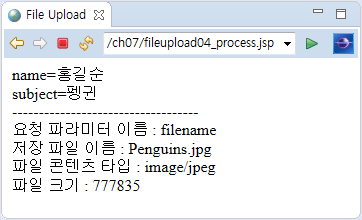 File Upload
/ch07/fileupload04_process.jsp
name=홍길순
subject=펭귄
----------------------------------
요청 파라미터 이름 : filename
저장 파일 이름 : Penguins.jpg
파일 콘텐츠 타입 : image/jpeg
파일 크기 : 777835